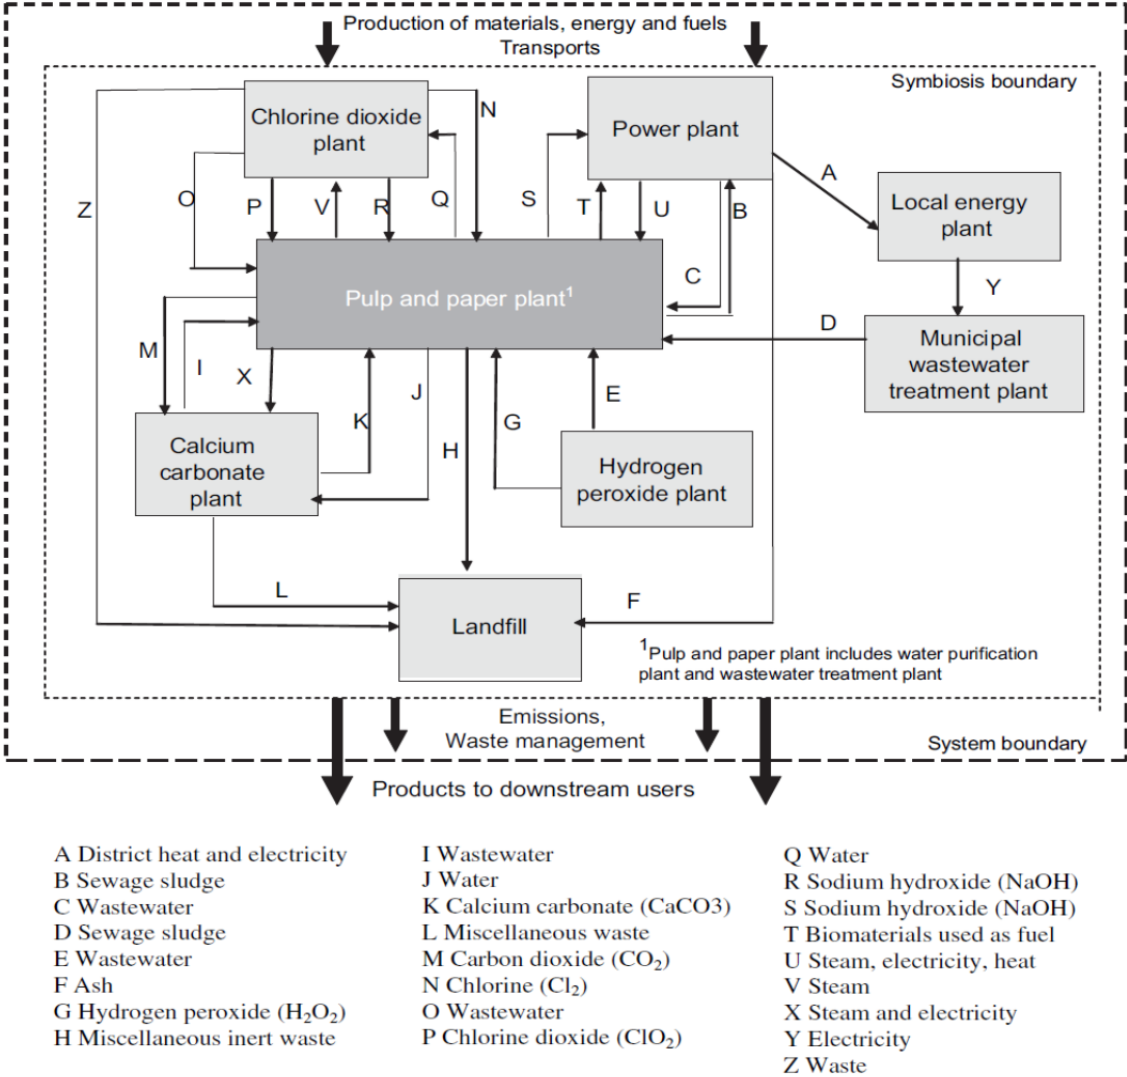 Production of materials, energy and fuels
Transports
Symbiosis boundary
Chlorine dioxide
plant
N
Power plant
A
Z
O
P
V
R
Q
S
T
U
B
Local energy
plant
Pulp and paper plant¹
C
Y
D
Municipal
wastewater
treatment plant
M
I
X
K
J
H
G
E
Calcium
carbonate
plant
Hydrogen
peroxide plant
L
F
Landfill
¹Pulp and paper plant includes water purification
plant and wastewater treatment plant
Emissions,
Waste management
System boundary
Products to downstream users
A District heat and electricity
B Sewage sludge
C Wastewater
D Sewage sludge
E Wastewater
F Ash
G Hydrogen peroxide (H₂O₂)
H Miscellaneous inert waste
I Wastewater
J Water
K Calcium carbonate (CaCO3)
L Miscellaneous waste
M Carbon dioxide (CO₂)
N Chlorine (Cl₂)
O Wastewater
P Chlorine dioxide (ClO₂)
Q Water
R Sodium hydroxide (NaOH)
S Sodium hydroxide (NaOH)
T Biomaterials used as fuel
U Steam, electricity, heat
V Steam
X Steam and electricity
Y Electricity
Z Waste